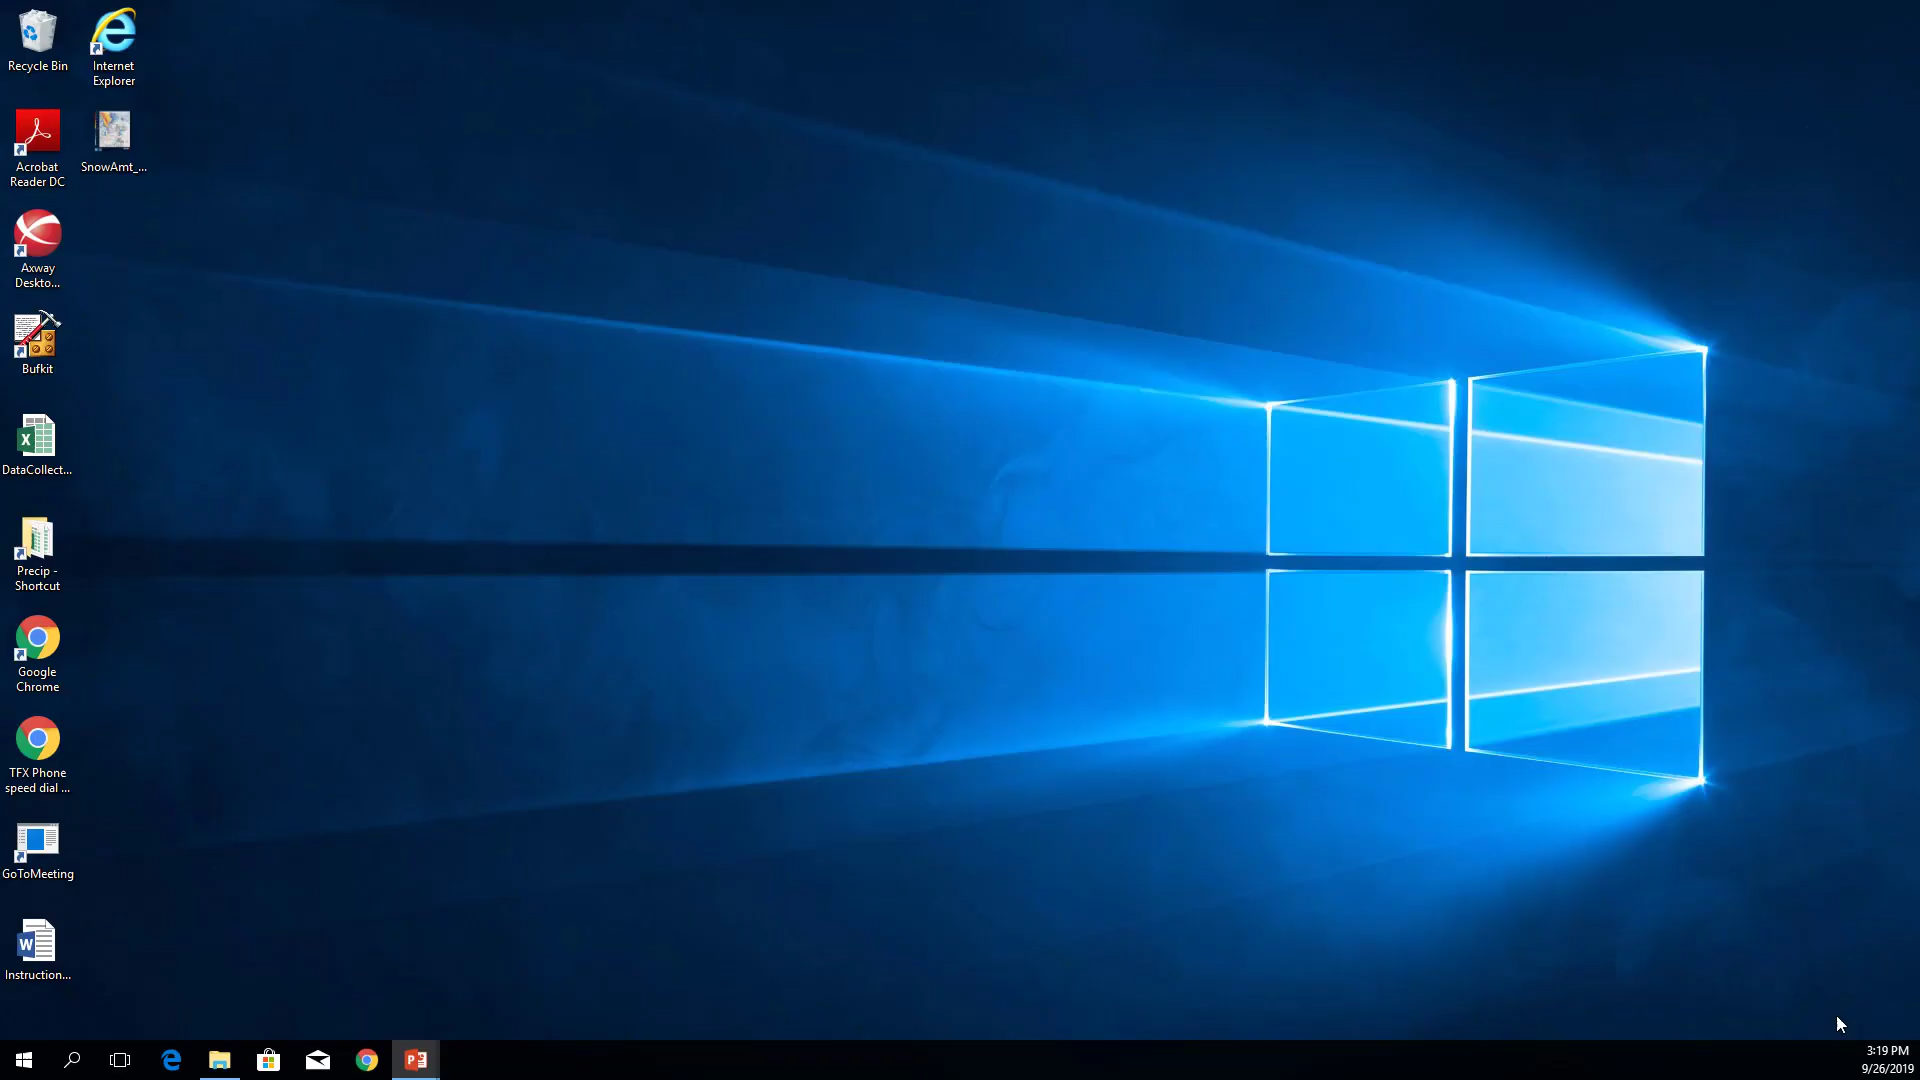 Recycle Bin
Internet
Explorer
Acrobat
Reader DC
SnowAmt_...
Axway
Deskto...
Bufkit
DataCollect...
Precip -
Shortcut
Google
Chrome
TFX Phone
speed dial ...
GoToMeeting
Instruction...
3:19 PM
9/26/2019